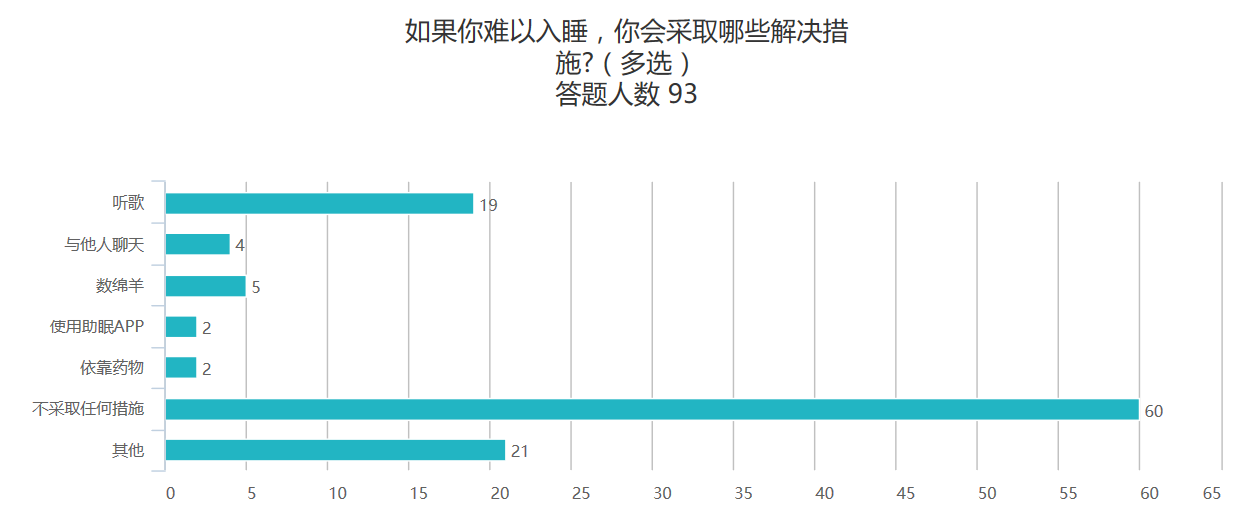 如果你难以入睡，你会采取哪些解决措
施?（多选）
答题人数 93
听歌 19
与他人聊天 4
数绵羊 5
使用助眠APP 2
依靠药物 2
不采取任何措施 60
其他 21
0 5 10 15 20 25 30 35 40 45 50 55 60 65